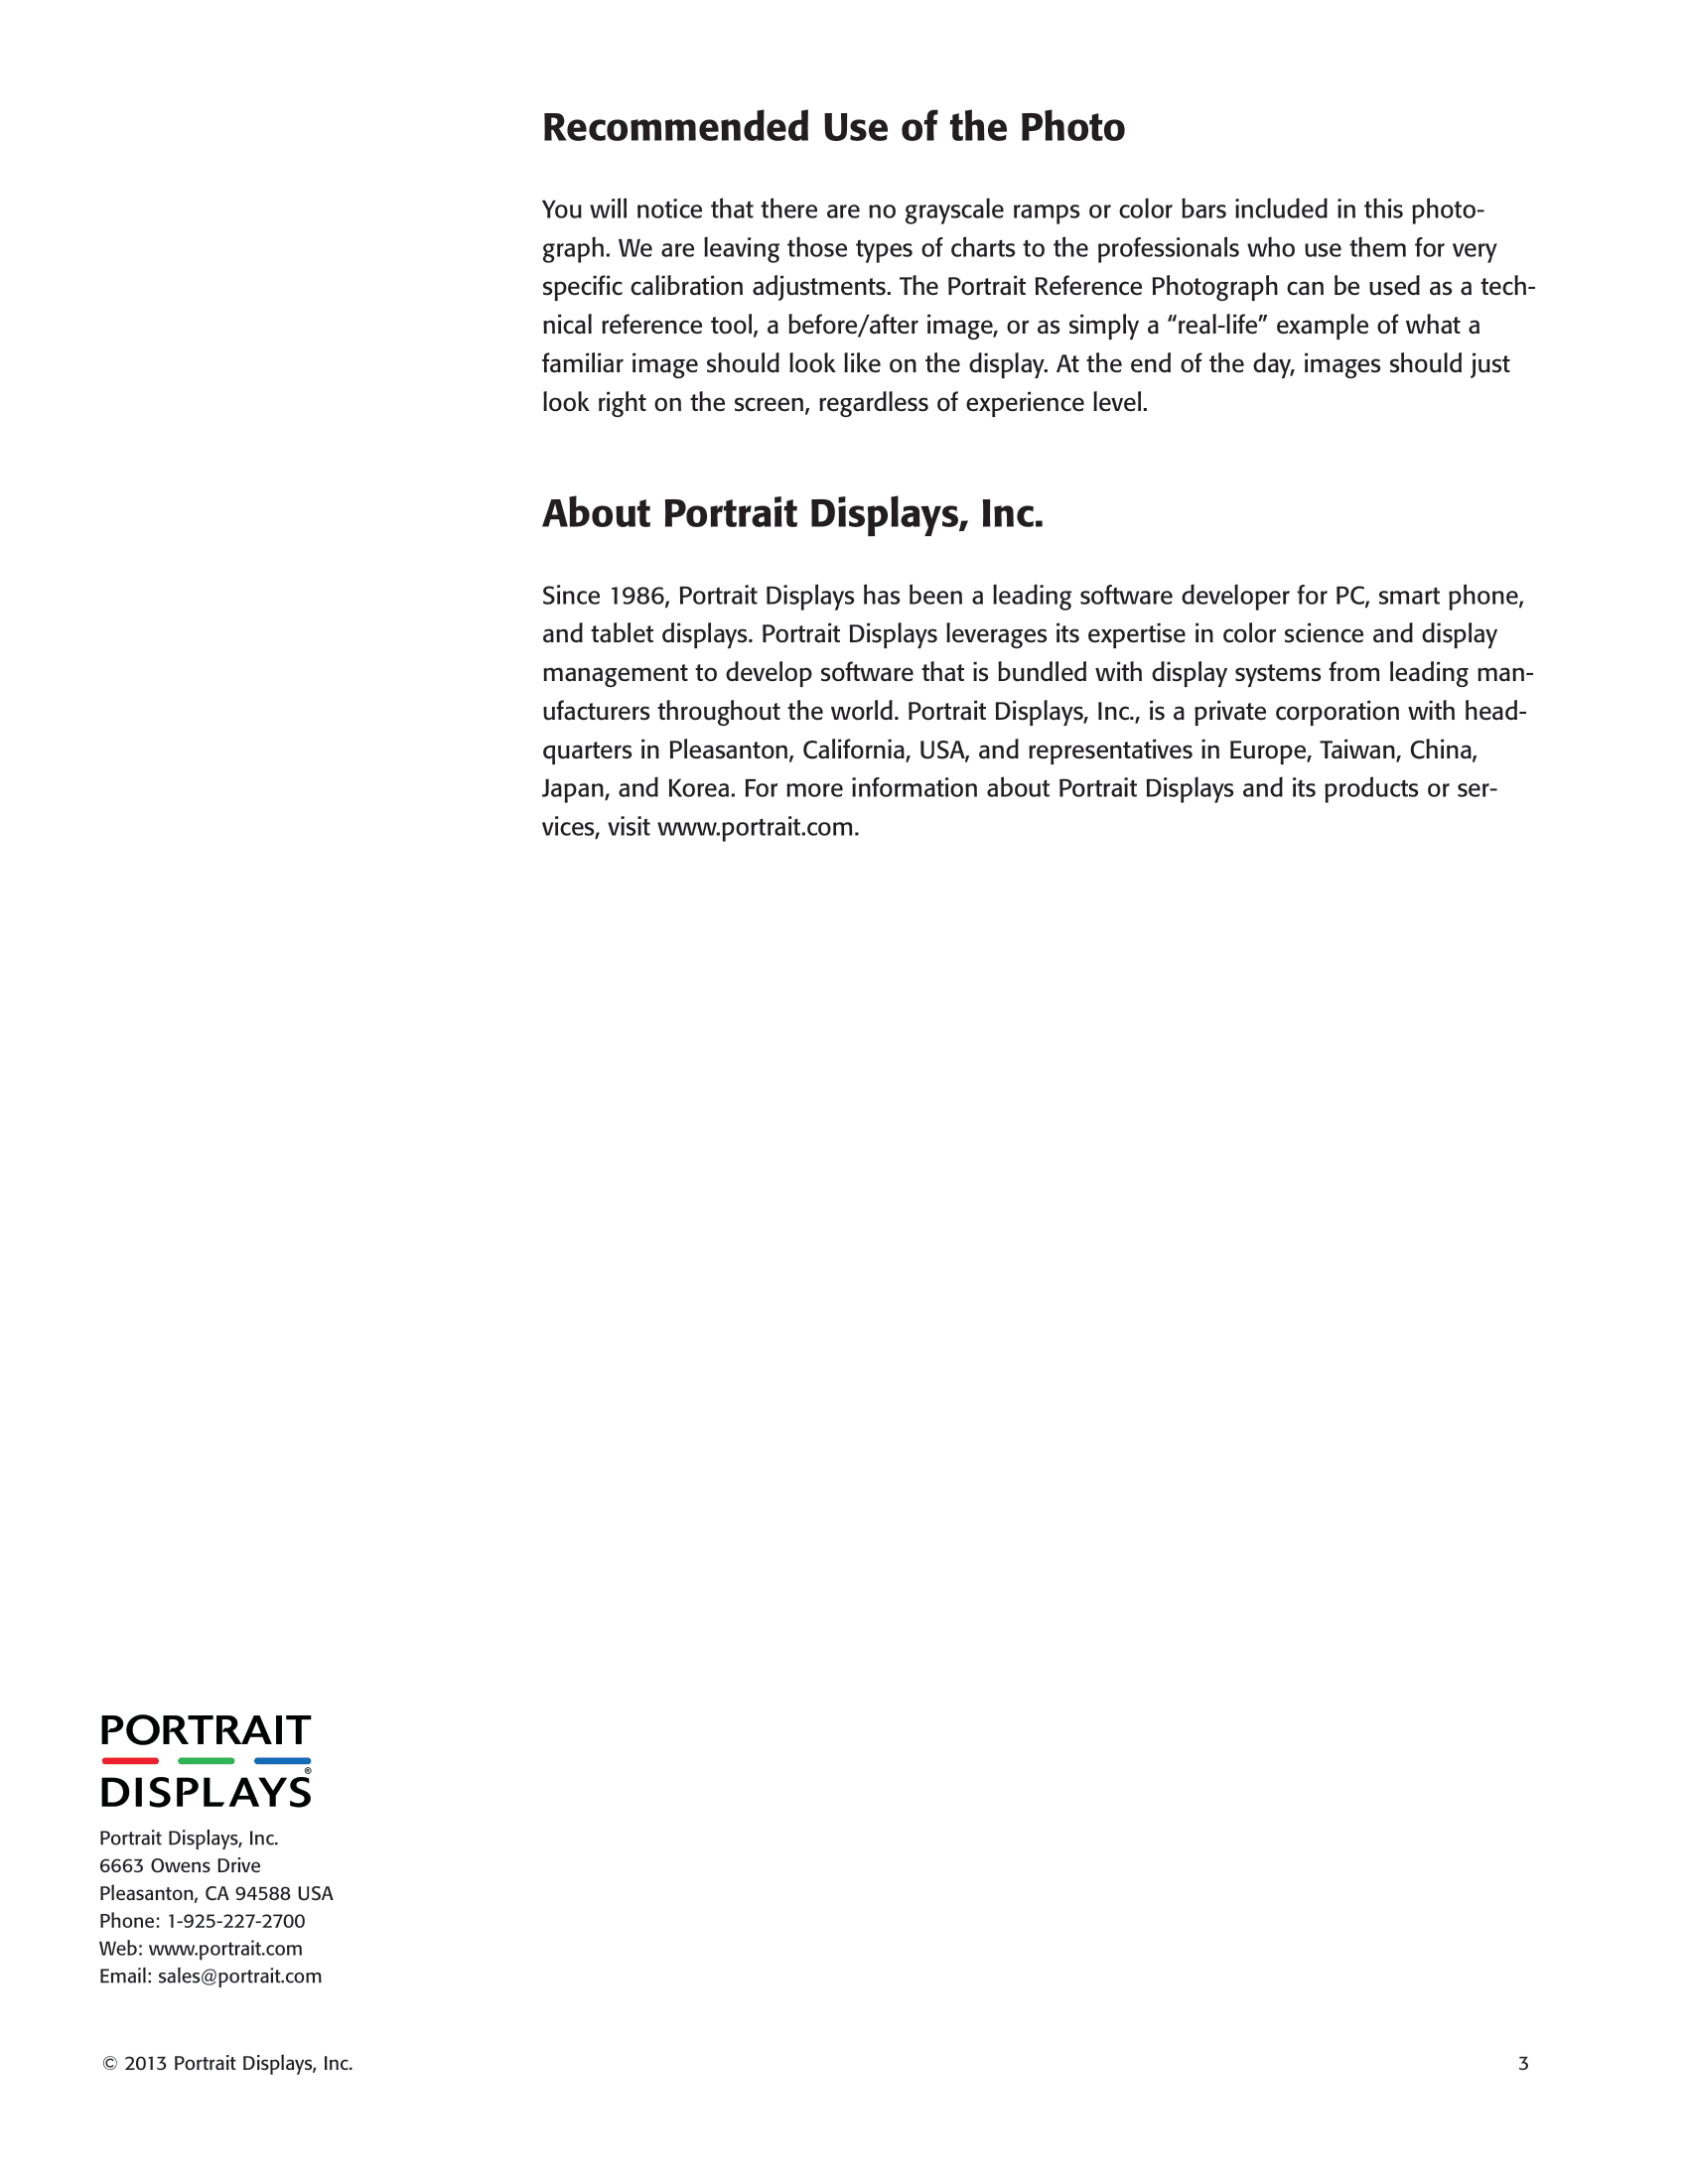 Recommended Use of the Photo
You will notice that there are no grayscale ramps or color bars included in this photo-
graph. We are leaving those types of charts to the professionals who use them for very
specific calibration adjustments. The Portrait Reference Photograph can be used as a tech-
nical reference tool, a before/after image, or as simply a “real-life” example of what a
familiar image should look like on the display. At the end of the day, images should just
look right on the screen, regardless of experience level.
About Portrait Displays, Inc.
Since 1986, Portrait Displays has been a leading software developer for PC, smart phone,
and tablet displays. Portrait Displays leverages its expertise in color science and display
management to develop software that is bundled with display systems from leading man-
ufacturers throughout the world. Portrait Displays, Inc., is a private corporation with head-
quarters in Pleasanton, California, USA, and representatives in Europe, Taiwan, China,
Japan, and Korea. For more information about Portrait Displays and its products or ser-
vices, visit www.portrait.com.
PORTRAIT
DISPLAYS®
Portrait Displays, Inc.
6663 Owens Drive
Pleasanton, CA 94588 USA
Phone: 1-925-227-2700
Web: www.portrait.com
Email: sales@portrait.com
© 2013 Portrait Displays, Inc.
3